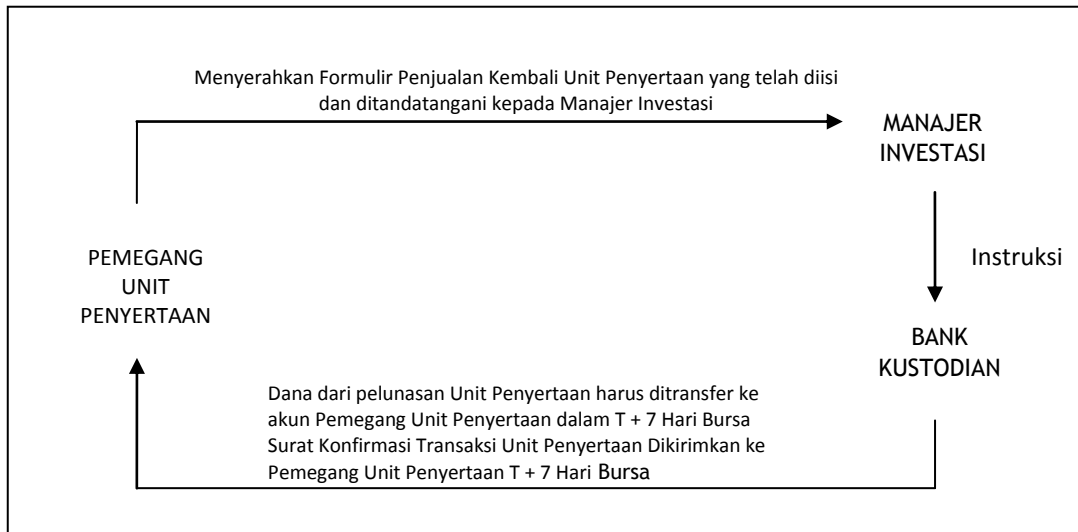 Menyerahkan Formulir Penjualan Kembali Unit Penyertaan yang telah diisi
dan ditandatangani kepada Manajer Investasi
MANAJER
INVESTASI
PEMEGANG
UNIT
PENYERTAAN
Instruksi
BANK
KUSTODIAN
Dana dari pelunasan Unit Penyertaan harus ditransfer ke
akun Pemegang Unit Penyertaan dalam T + 7 Hari Bursa
Surat Konfirmasi Transaksi Unit Penyertaan Dikirimkan ke
Pemegang Unit Penyertaan T + 7 Hari Bursa